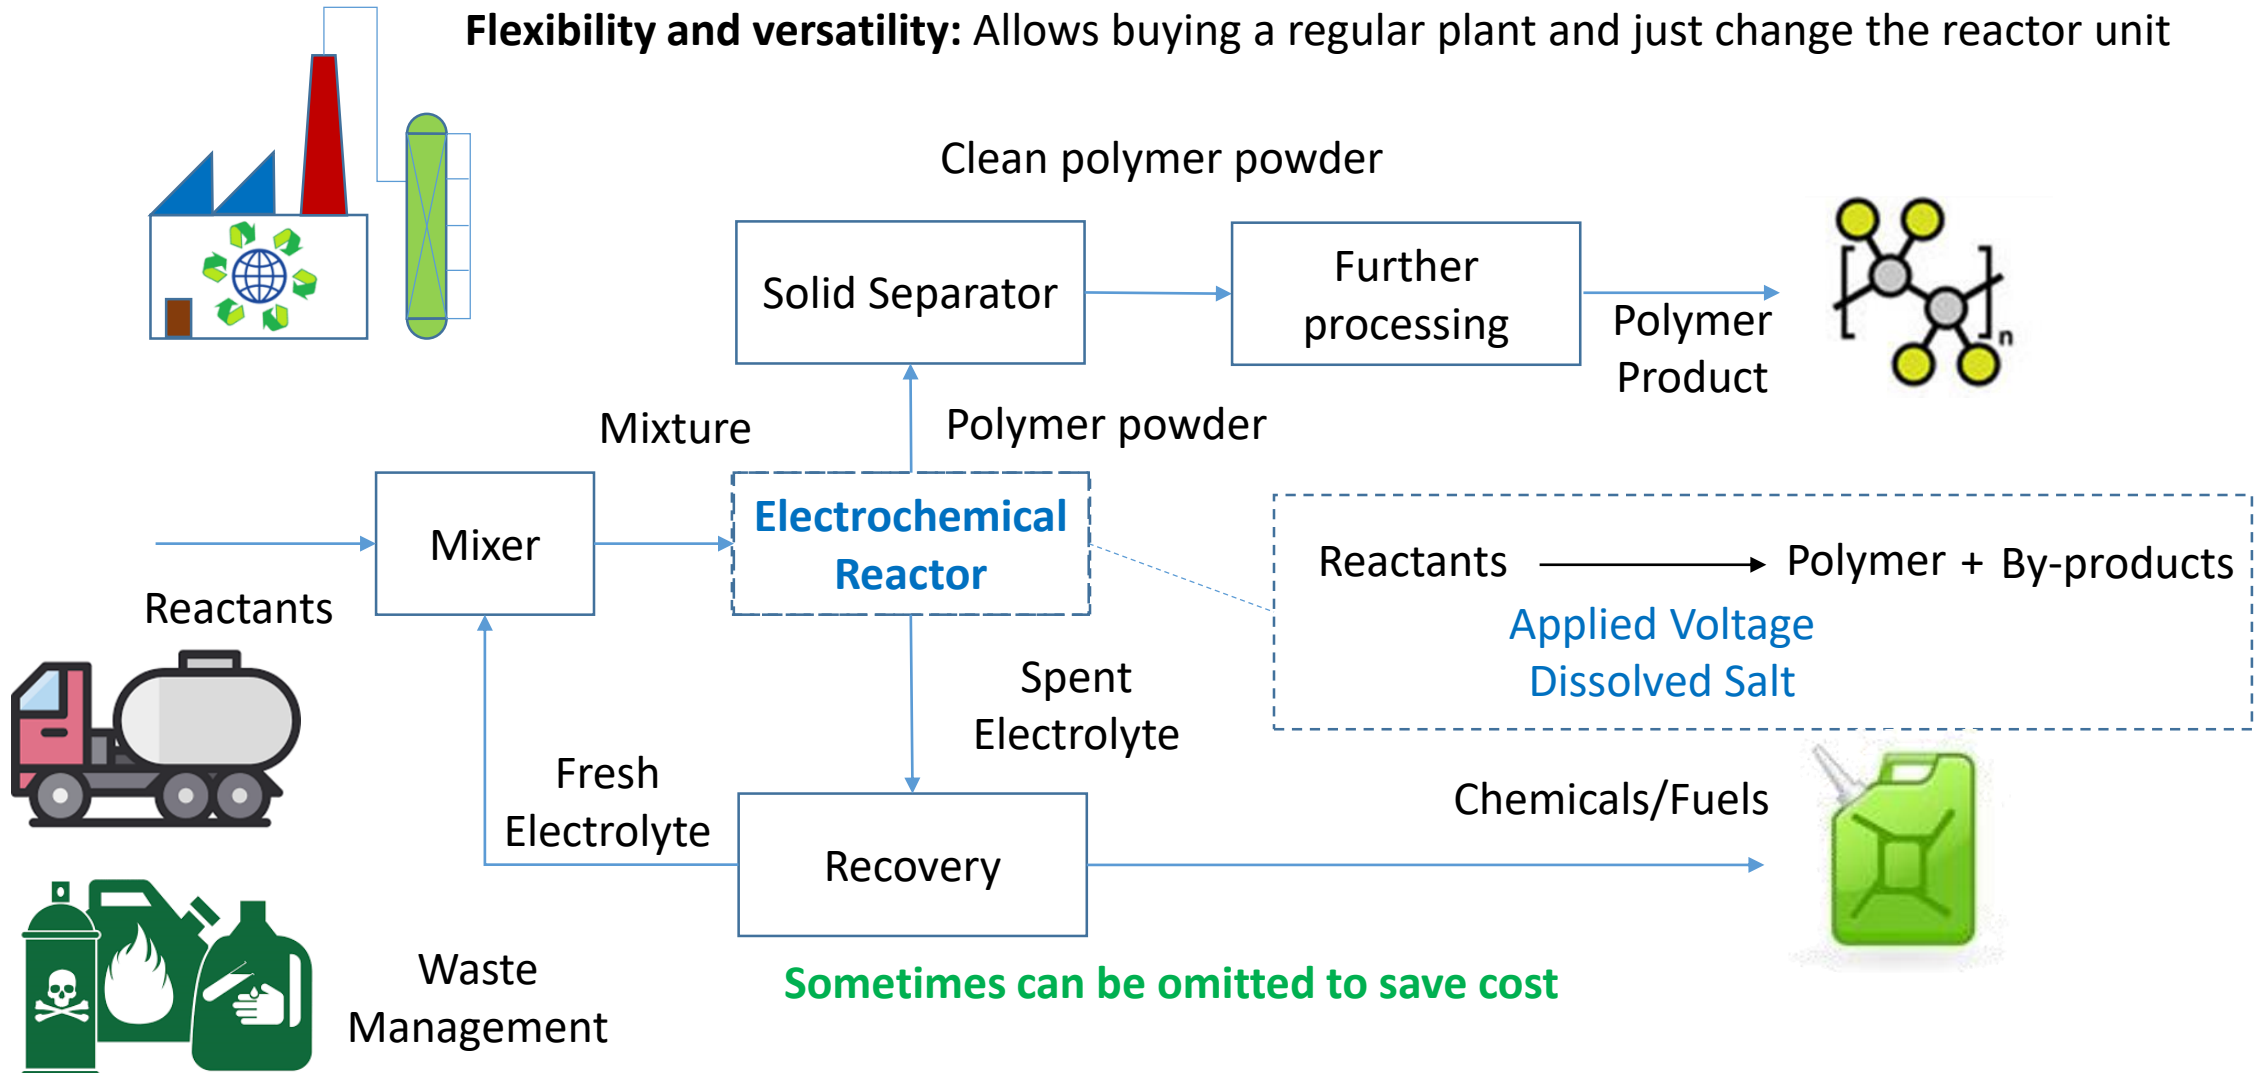 Flexibility and versatility: Allows buying a regular plant and just change the reactor unit
Clean polymer powder
Solid Separator
Further
processing
Polymer
Product
n
Mixture
Polymer powder
Mixer
Electrochemical
Reactor
Reactants
Reactants
Polymer + By-products
Applied Voltage
Dissolved Salt
Spent
Electrolyte
Fresh
Electrolyte
Recovery
Chemicals/Fuels
Waste
Management
Sometimes can be omitted to save cost